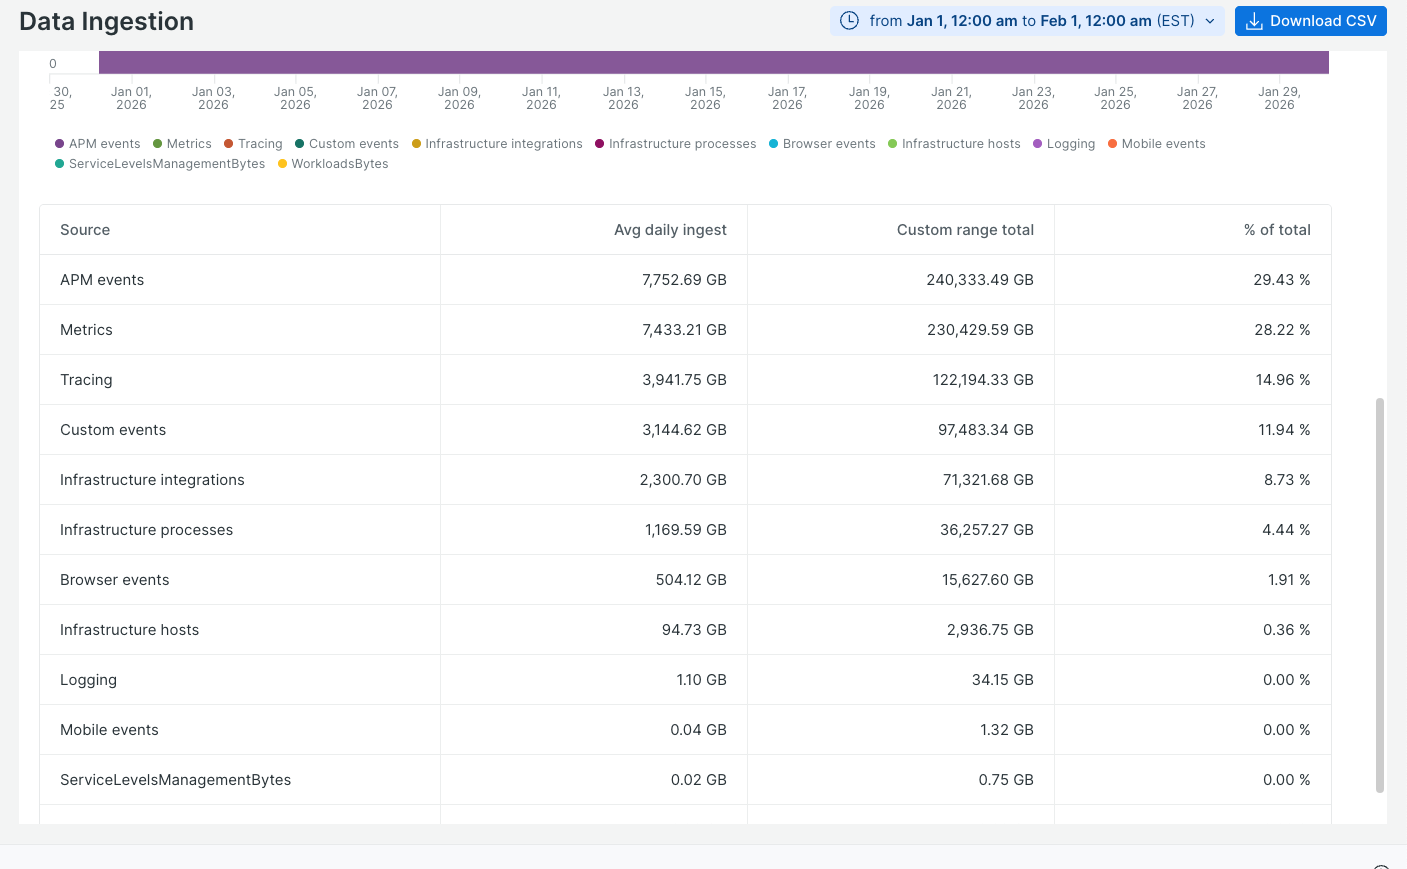 Data Ingestion
from Jan 1, 12:00 am to Feb 1, 12:00 am (EST)
Download CSV
0
30, Jan 01, Jan 03, Jan 05, Jan 07, Jan 09, Jan 11, Jan 13, Jan 15, Jan 17, Jan 19, Jan 21, Jan 23, Jan 25, Jan 27, Jan 29,
25 2026 2026 2026 2026 2026 2026 2026 2026 2026 2026 2026 2026 2026 2026 2026
APM events Metrics Tracing Custom events Infrastructure integrations Infrastructure processes Browser events Infrastructure hosts Logging Mobile events
ServiceLevelsManagementBytes WorkloadsBytes
Source Avg daily ingest Custom range total % of total
APM events 7,752.69 GB 240,333.49 GB 29.43 %
Metrics 7,433.21 GB 230,429.59 GB 28.22 %
Tracing 3,941.75 GB 122,194.33 GB 14.96 %
Custom events 3,144.62 GB 97,483.34 GB 11.94 %
Infrastructure integrations 2,300.70 GB 71,321.68 GB 8.73 %
Infrastructure processes 1,169.59 GB 36,257.27 GB 4.44 %
Browser events 504.12 GB 15,627.60 GB 1.91 %
Infrastructure hosts 94.73 GB 2,936.75 GB 0.36 %
Logging 1.10 GB 34.15 GB 0.00 %
Mobile events 0.04 GB 1.32 GB 0.00 %
ServiceLevelsManagementBytes 0.02 GB 0.75 GB 0.00 %